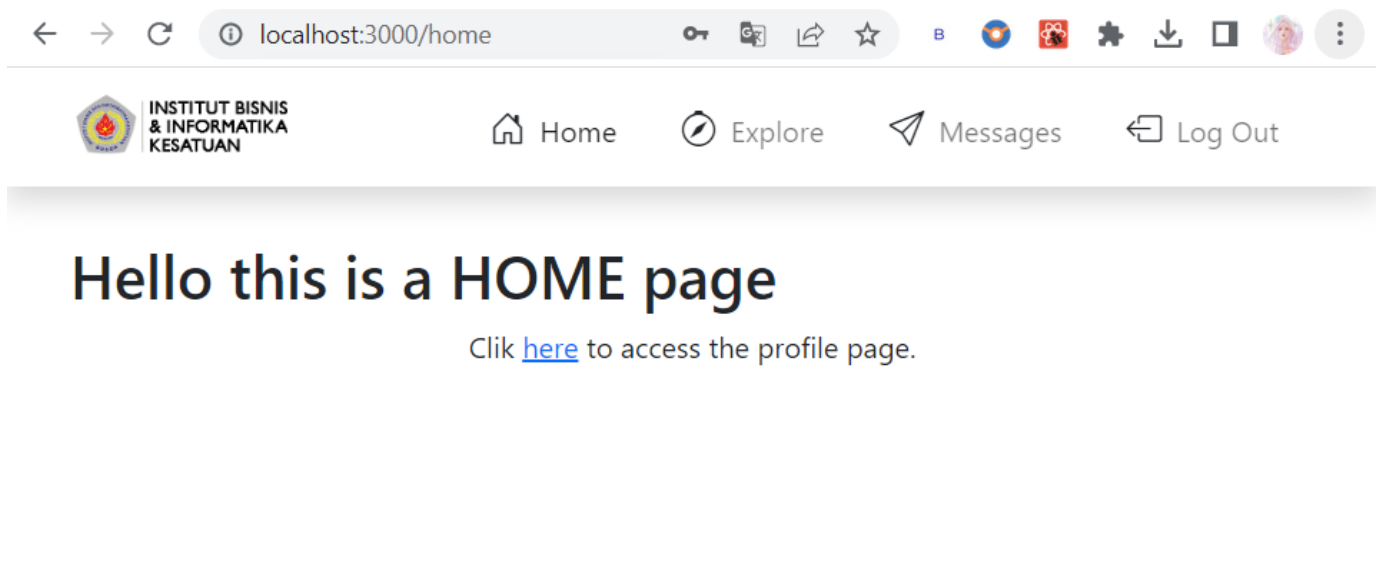 localhost:3000/home
B
INSTITUT BISNIS
& INFORMATIKA
KESATUAN
Home
Explore
Messages
Log Out
Hello this is a HOME page
Clik here to access the profile page.